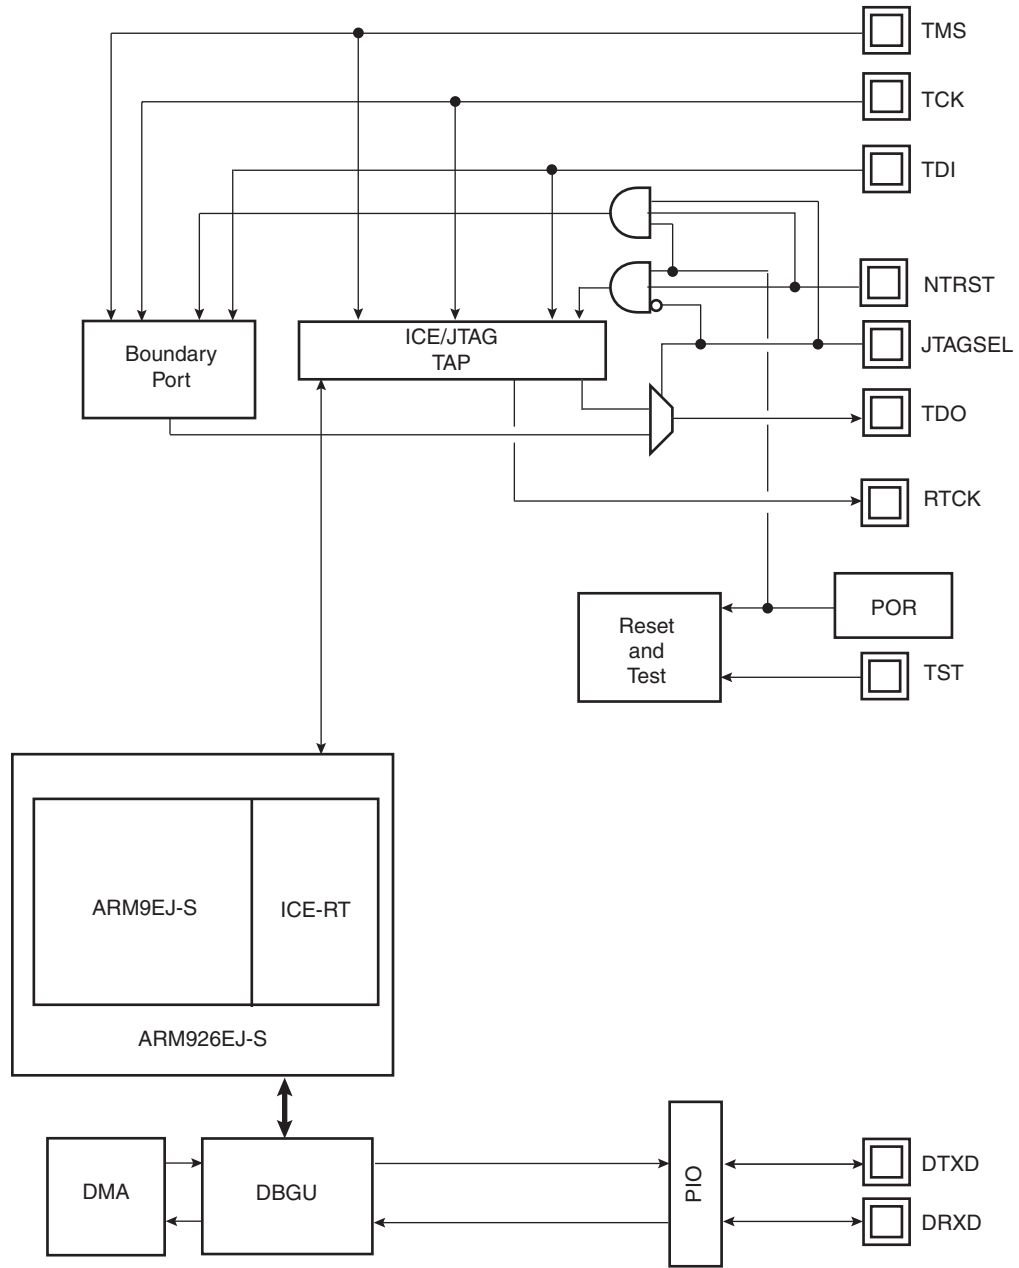 TMS
TCK
TDI
NTRST
JTAGSEL
ICE/JTAG
TAP
Boundary
Port
TDO
RTCK
POR
Reset
and
Test
TST
ARM9EJ-S
ICE-RT
ARM926EJ-S
DMA
DBGU
PIO
DTXD
DRXD